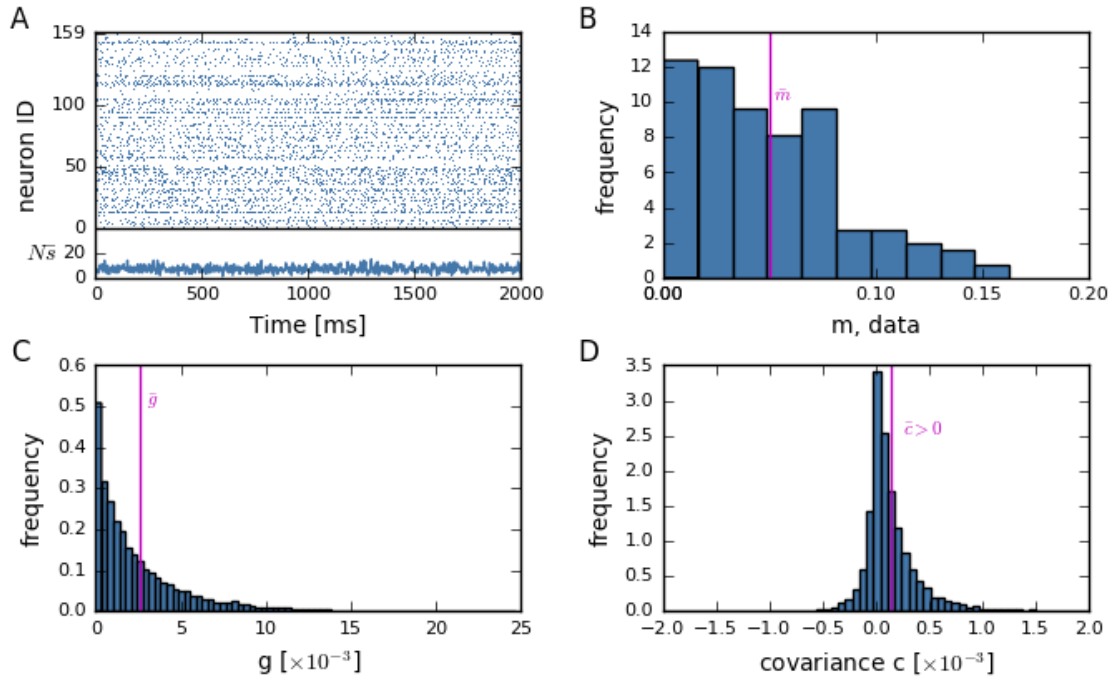 A
159
100
50
0
neuron ID
Ns̄
20
0
0 500 1000 1500 2000
Time [ms]
B
14
12
10
8
6
4
2
0
frequency
m̄
0.00 0.00 0.10 0.15 0.20
m, data
C
0.6
0.5
0.4
0.3
0.2
0.1
0.0
frequency
ḡ
0 5 10 15 20 25
g [×10⁻³]
D
3.5
3.0
2.5
2.0
1.5
1.0
0.5
0.0
frequency
c̄ > 0
−2.0 −1.5 −1.0 −0.5 0.0 0.5 1.0 1.5 2.0
covariance c [×10⁻³]